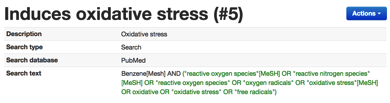 Induces oxidative stress (#5)
Actions
Description Oxidative stress
Search type Search
Search database PubMed
Search text Benzene[Mesh] AND ("reactive oxygen species"[MeSH] OR "reactive nitrogen species"
[MeSH] OR "reactive oxygen species" OR "oxygen radicals" OR "oxidative stress"[MeSH]
OR oxidative OR "oxidative stress" OR "free radicals")